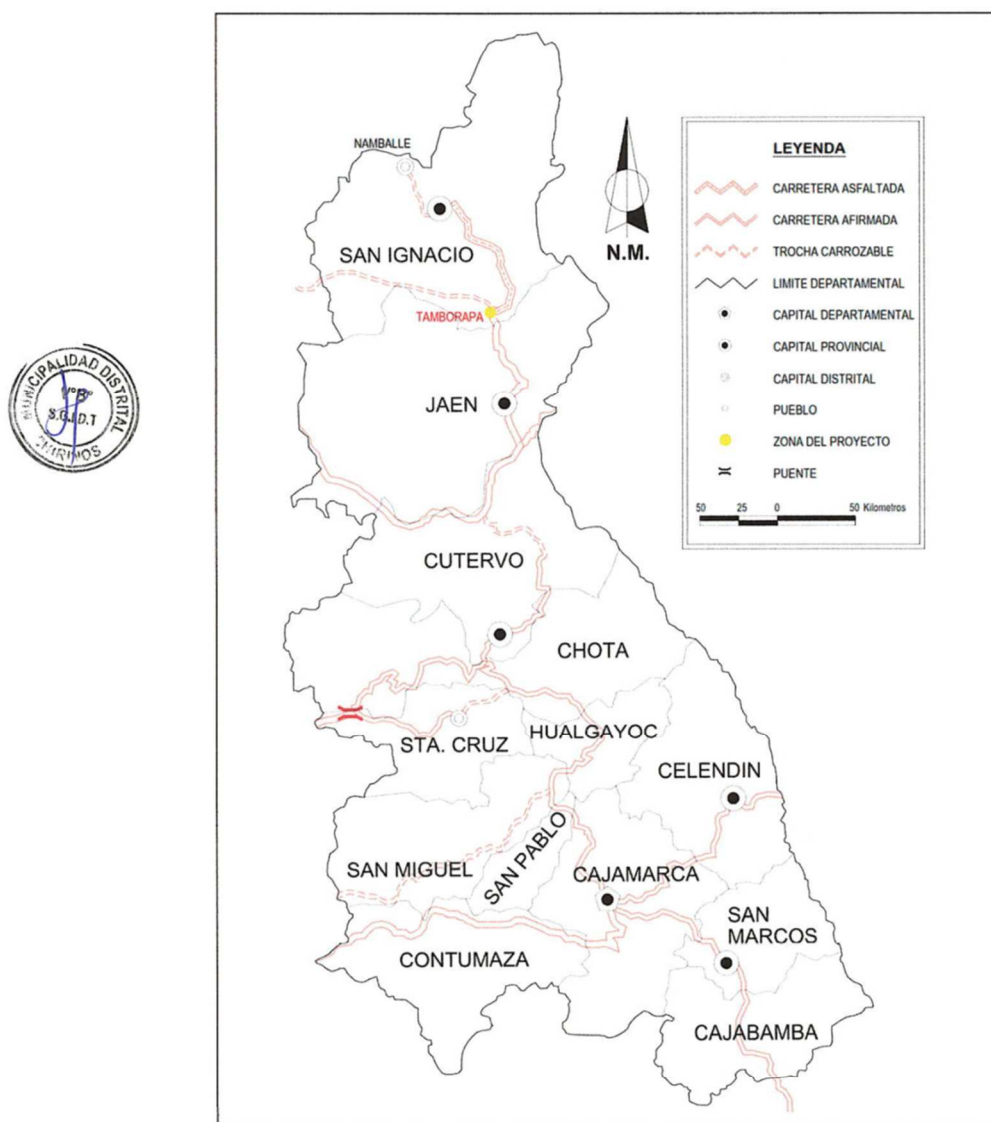 NAMBALLE
SAN IGNACIO
TAMBORAPA
JAEN
CUTERVO
CHOTA
HUALGAYOC
STA. CRUZ
CELENDIN
SAN PABLO
SAN MIGUEL
CAJAMARCA
SAN
MARCOS
CONTUMAZA
CAJABAMBA
N.M.
LEYENDA
CARRETERA ASFALTADA
CARRETERA AFIRMADA
TROCHA CARROZABLE
LIMITE DEPARTAMENTAL
CAPITAL DEPARTAMENTAL
CAPITAL PROVINCIAL
CAPITAL DISTRITAL
PUEBLO
ZONA DEL PROYECTO
PUENTE
50 25 0 50 Kilometros
MUNICIPALIDAD DISTRITAL
V°B°
S.G.I.D.T
CHIRINOS